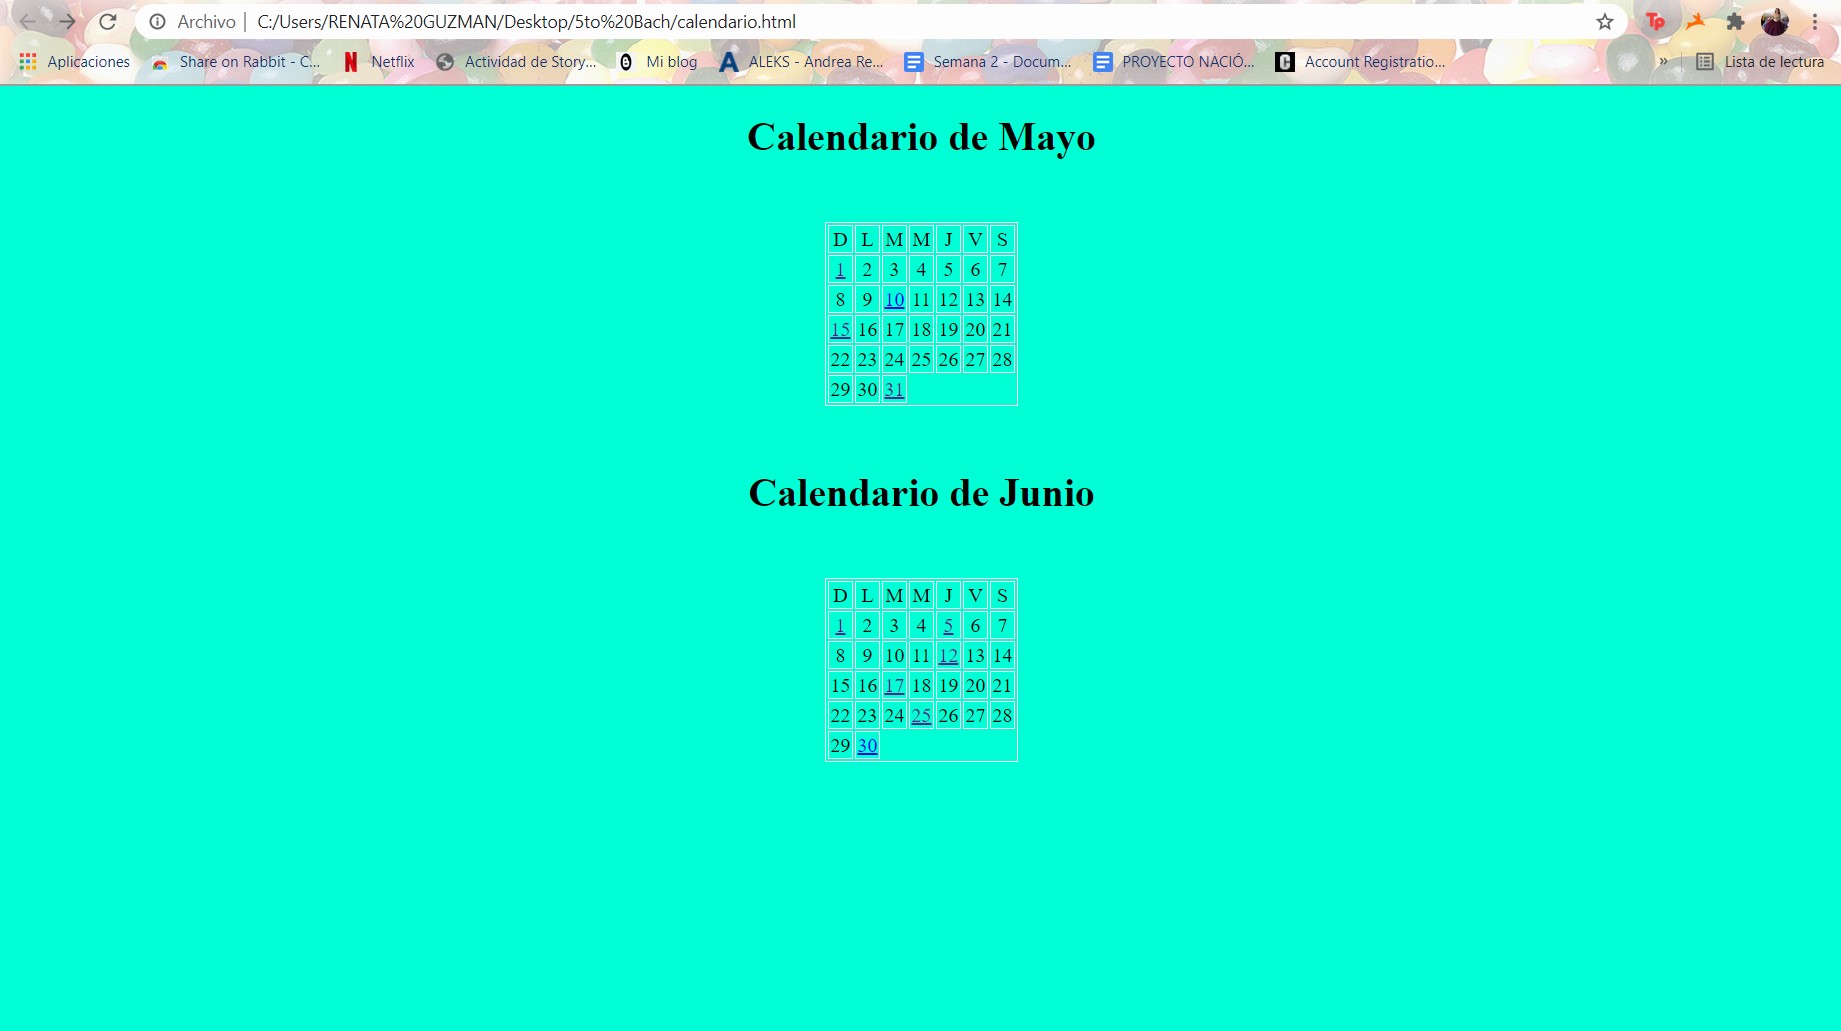 Archivo | C:/Users/RENATA%20GUZMAN/Desktop/5to%20Bach/calendario.html
Tp
Aplicaciones Share on Rabbit - C... Netflix Actividad de Story... Mi blog ALEKS - Andrea Re... Semana 2 - Docum... PROYECTO NACIÓ... Account Registratio... » Lista de lectura
Calendario de Mayo
D L M M J V S
1 2 3 4 5 6 7
8 9 10 11 12 13 14
15 16 17 18 19 20 21
22 23 24 25 26 27 28
29 30 31
Calendario de Junio
D L M M J V S
1 2 3 4 5 6 7
8 9 10 11 12 13 14
15 16 17 18 19 20 21
22 23 24 25 26 27 28
29 30